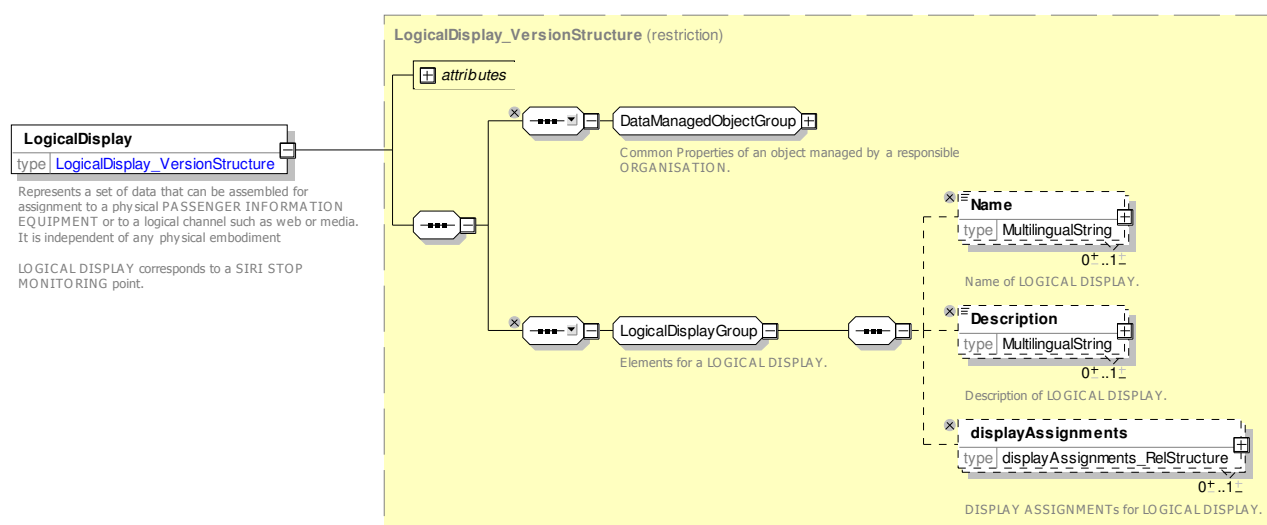 LogicalDisplay_VersionStructure (restriction)
attributes
LogicalDisplay
type LogicalDisplay_VersionStructure
Represents a set of data that can be assembled for
assignment to a physical PASSENGER INFORMATION
EQUIPMENT or to a logical channel such as web or media.
It is independent of any physical embodiment
LOGICAL DISPLAY corresponds to a SIRI STOP
MONITORING point.
DataManagedObjectGroup
Common Properties of an object managed by a responsible
ORGANISATION.
Name
type MultilingualString
0..1
Name of LOGICAL DISPLAY.
LogicalDisplayGroup
Elements for a LOGICAL DISPLAY.
Description
type MultilingualString
0..1
Description of LOGICAL DISPLAY.
displayAssignments
type displayAssignments_RelStructure
0..1
DISPLAY ASSIGNMENTs for LOGICAL DISPLAY.